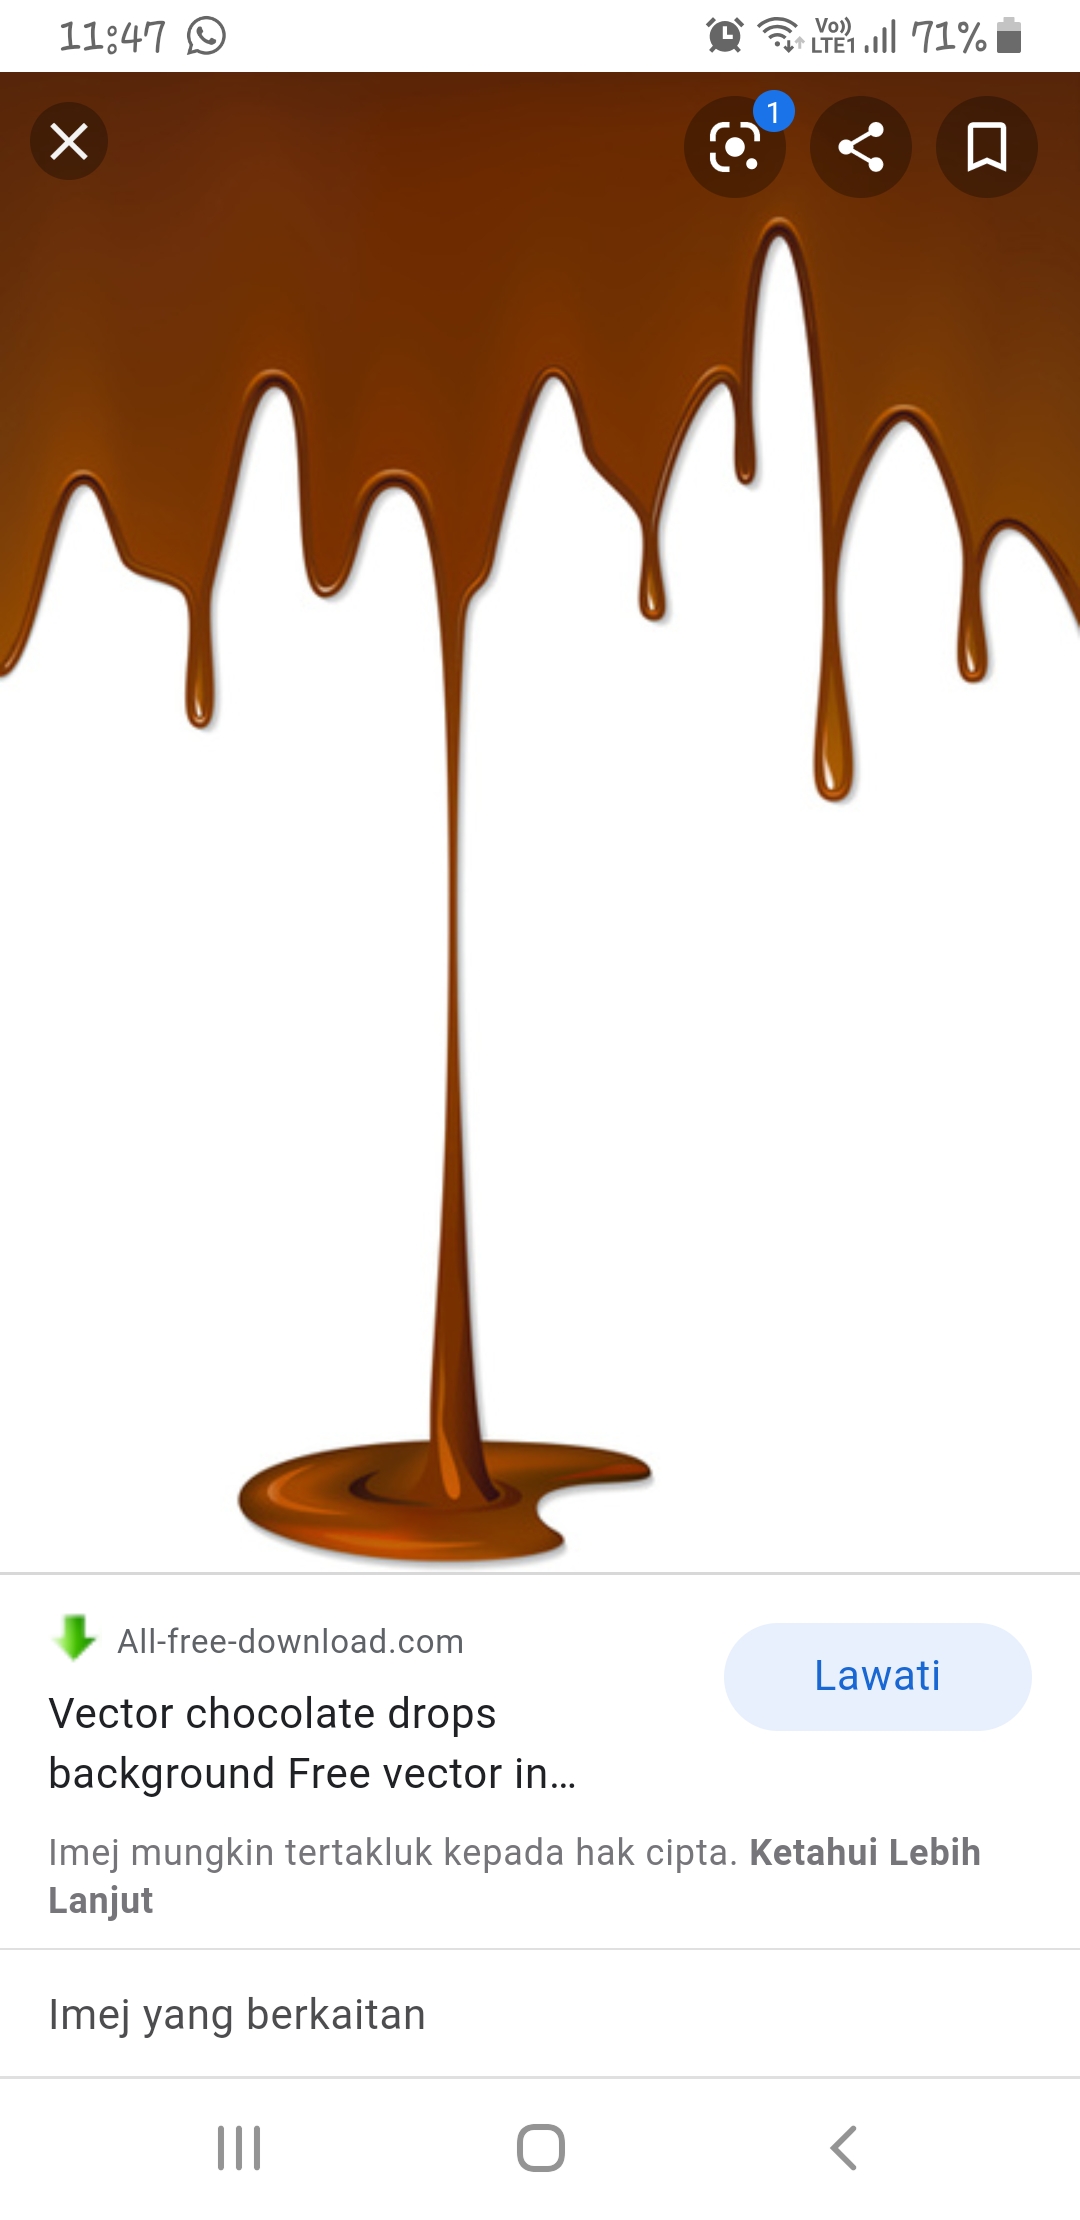 11:47
Vo))
LTE1
71%
1
All-free-download.com
Lawati
Vector chocolate drops
background Free vector in...
Imej mungkin tertakluk kepada hak cipta. Ketahui Lebih
Lanjut
Imej yang berkaitan